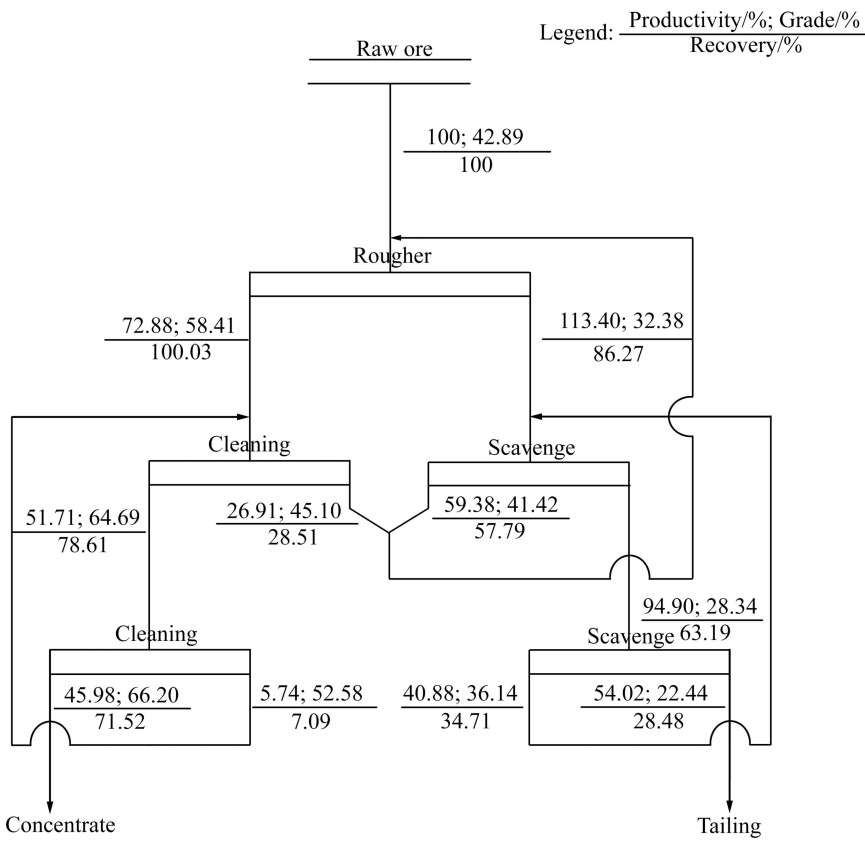 Legend: Productivity/%; Grade/%
Recovery/%
Raw ore
100; 42.89
100
Rougher
72.88; 58.41
100.03
113.40; 32.38
86.27
Cleaning
Scavenge
51.71; 64.69
78.61
26.91; 45.10
28.51
59.38; 41.42
57.79
94.90; 28.34
63.19
Cleaning
Scavenge
45.98; 66.20
71.52
5.74; 52.58
7.09
40.88; 36.14
34.71
54.02; 22.44
28.48
Concentrate
Tailing